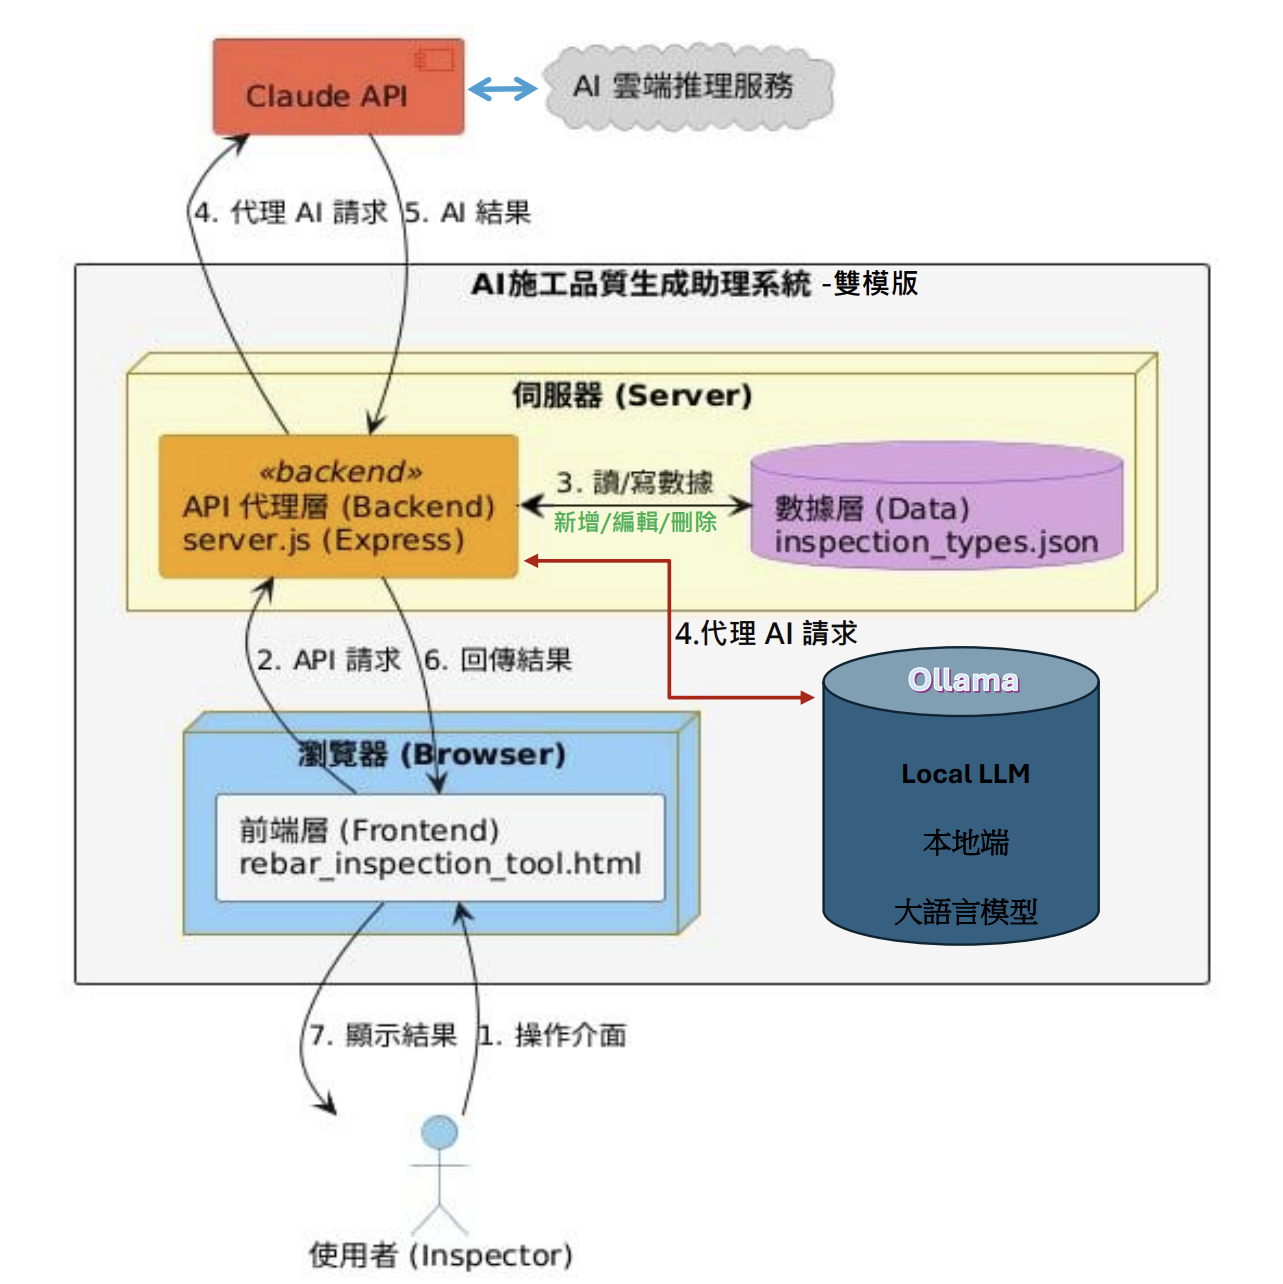 Claude API
AI 雲端推理服務
4. 代理 AI 請求
5. AI 結果
AI施工品質生成助理系統 -雙模版
伺服器 (Server)
«backend»
API 代理層 (Backend)
server.js (Express)
3. 讀/寫數據
新增/編輯/刪除
數據層 (Data)
inspection_types.json
4.代理 AI 請求
2. API 請求
6. 回傳結果
Ollama
Local LLM
本地端
大語言模型
瀏覽器 (Browser)
前端層 (Frontend)
rebar_inspection_tool.html
7. 顯示結果
1. 操作介面
使用者 (Inspector)